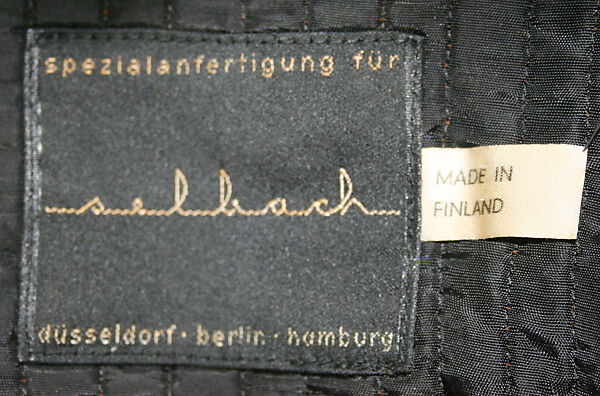 spezialanfertigung für
selbach
düsseldorf · berlin · hamburg
MADE IN
FINLAND